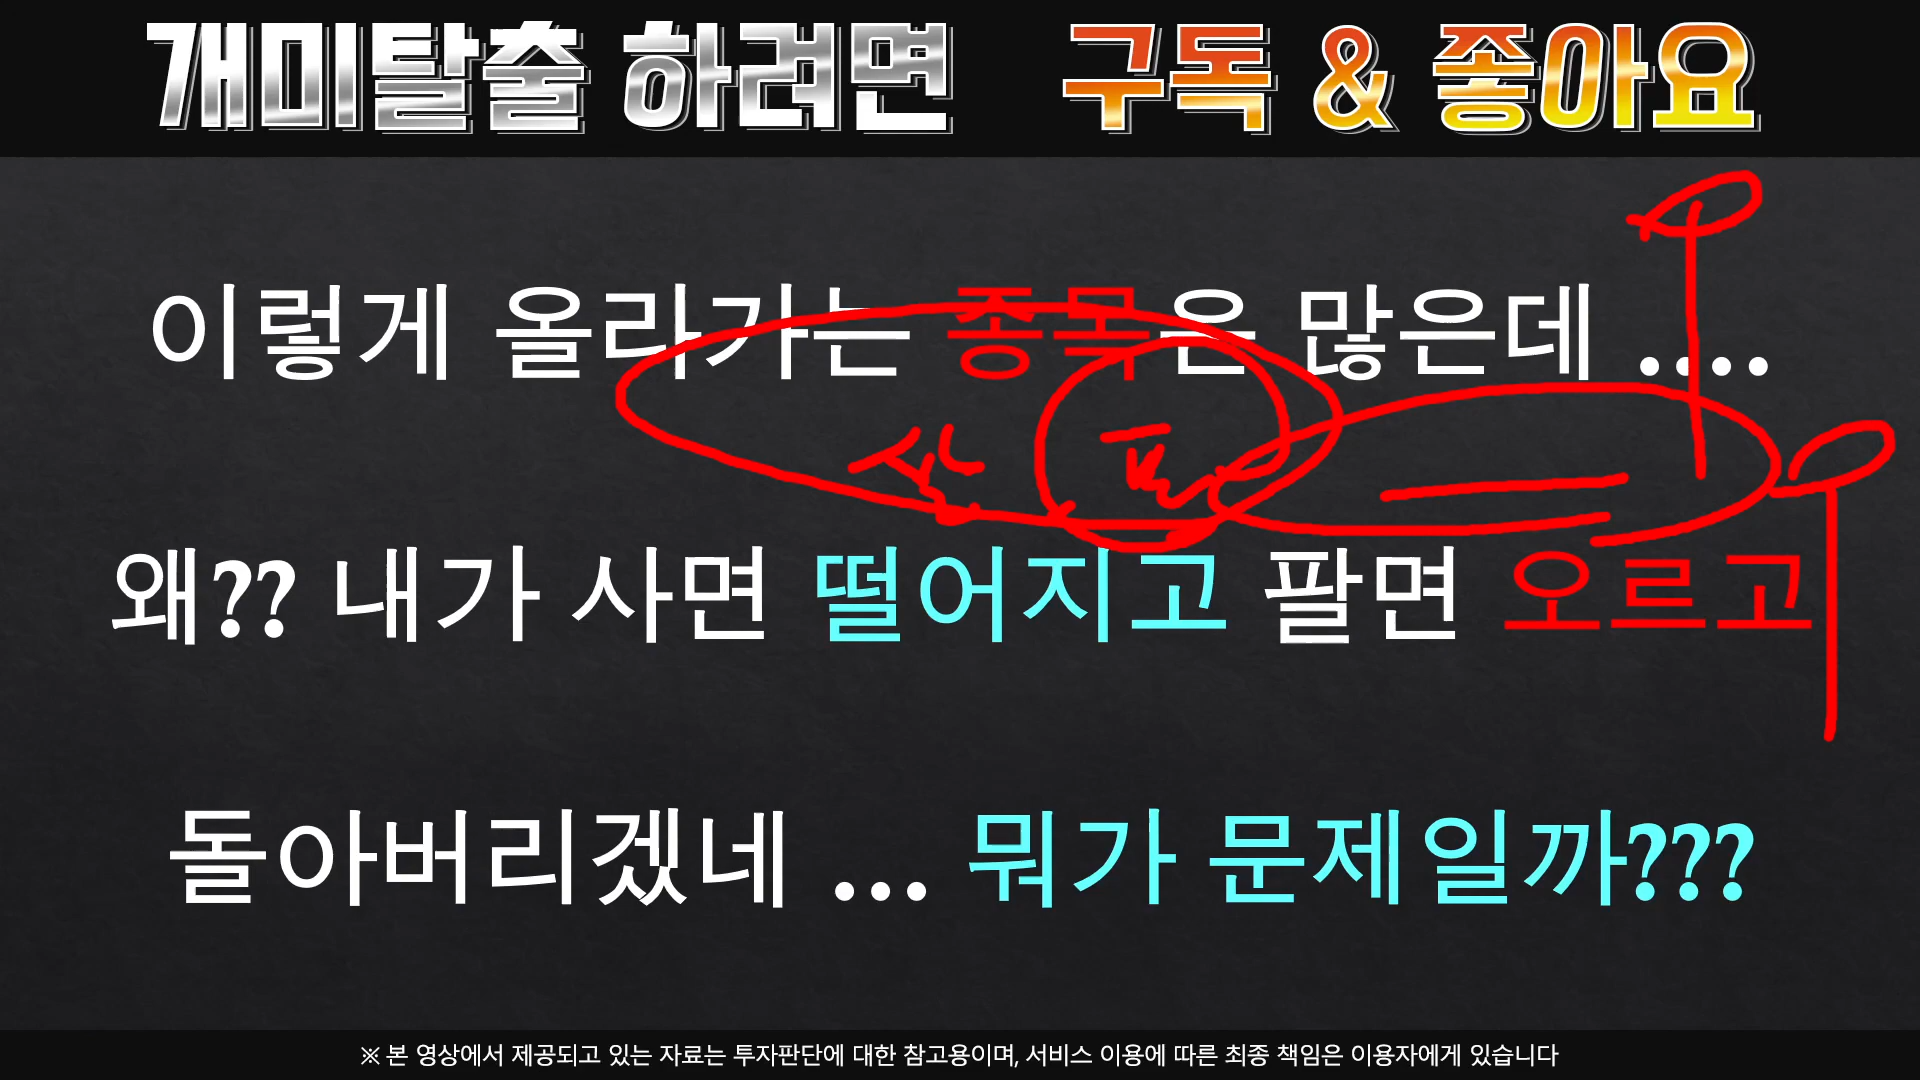 개미탈출 하려면 구독 & 좋아요
이렇게 올라가는 종목은 많은데 ....
왜?? 내가 사면 떨어지고 팔면 오르고
돌아버리겠네 ... 뭐가 문제일까???
※ 본 영상에서 제공되고 있는 자료는 투자판단에 대한 참고용이며, 서비스 이용에 따른 최종 책임은 이용자에게 있습니다